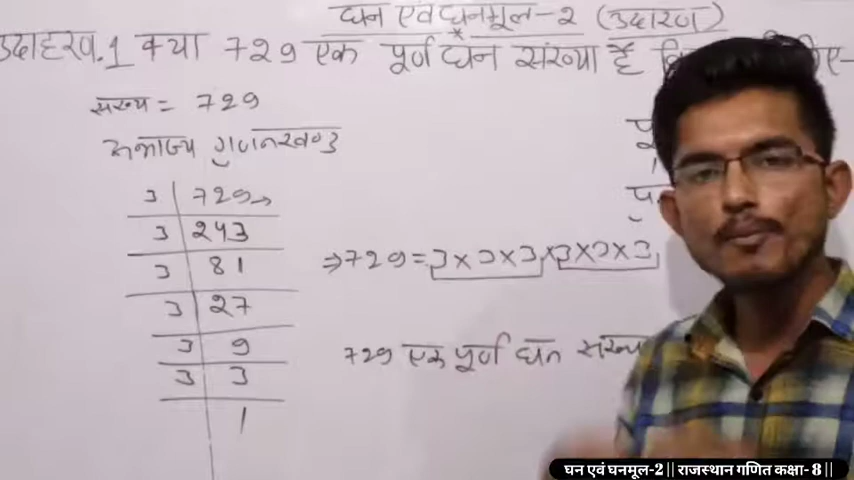 घन एवं घनमूल-2 (उदाहरण)
उदाहरण.1 क्या 729 एक पूर्ण घन संख्या है
संख्या = 729
अभाज्य गुणनखण्ड
3 | 729
3 | 243
3 | 81
⇒729=3×3×3×3×3×3
3 | 27
3 | 9
729 एक पूर्ण घन संख्या
3 | 3
1
घन एवं घनमूल-2 || राजस्थान गणित कक्षा- 8 ||